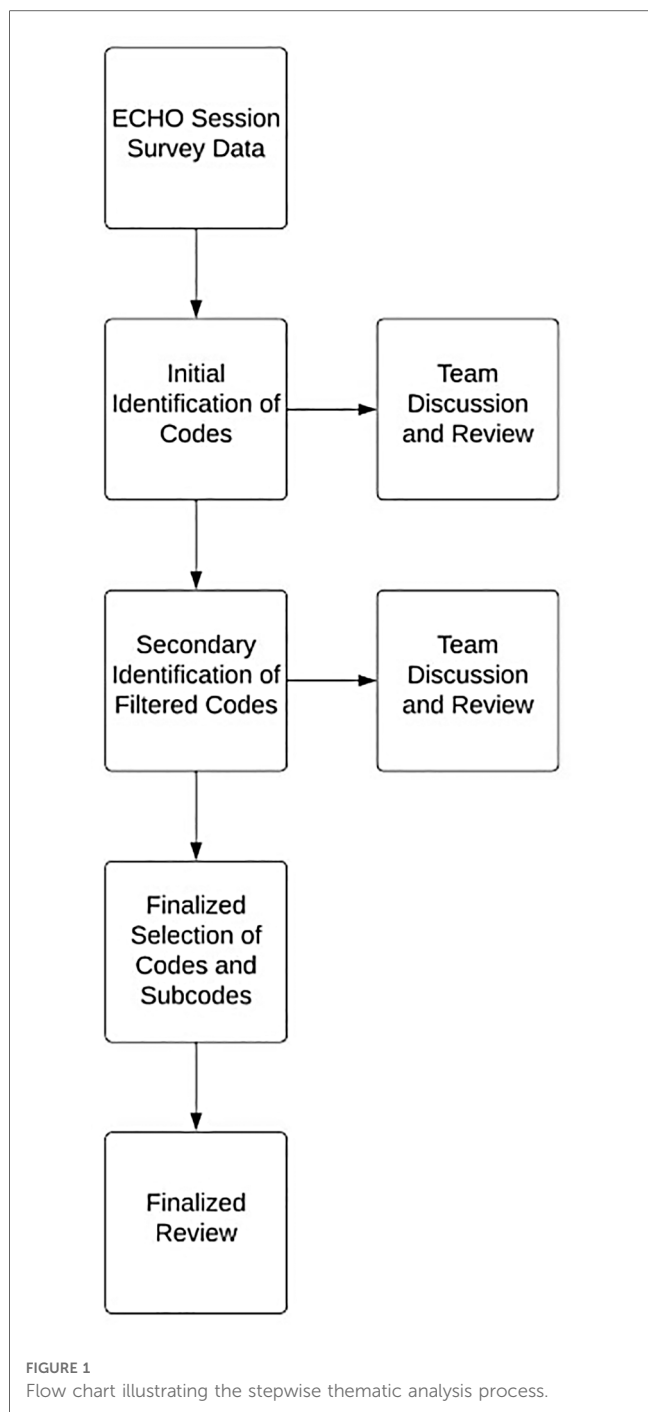 ECHO Session
Survey Data
Initial
Identification of
Codes
Team
Discussion
and Review
Secondary
Identification of
Filtered Codes
Team
Discussion
and Review
Finalized
Selection of
Codes and
Subcodes
Finalized
Review
FIGURE 1
Flow chart illustrating the stepwise thematic analysis process.